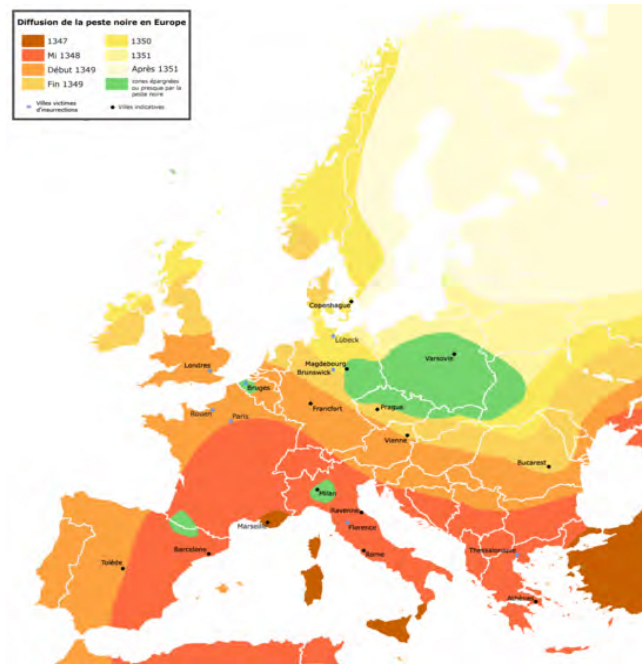 Diffusion de la peste noire en Europe
1347
Mi 1348
Début 1349
Fin 1349
1350
1351
Après 1351
zones épargnées
ou presque par la
peste noire
Villes victimes
d'insurrections
Villes indicatives
Copenhague
Lübeck
Magdebourg
Brunswick
Varsovie
Londres
Bruges
Francfort
Prague
Rouen
Paris
Vienne
Bucarest
Milan
Ravenne
Marseille
Florence
Barcelone
Rome
Tolède
Thessalonique
Athènes